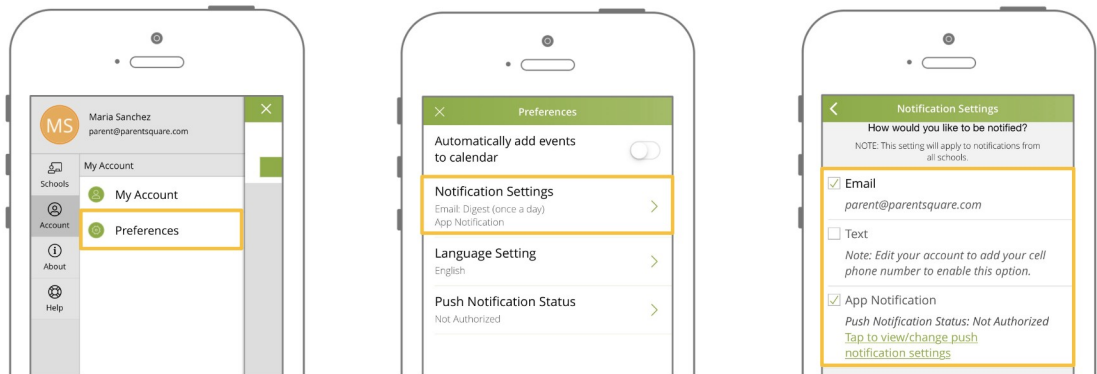 MS
Maria Sanchez
parent@parentsquare.com
Schools
Account
About
Help
My Account
My Account
Preferences
Preferences
Automatically add events
to calendar
Notification Settings
Email: Digest (once a day)
App Notification
Language Setting
English
Push Notification Status
Not Authorized
Notification Settings
How would you like to be notified?
NOTE: This setting will apply to notifications from
all schools.
Email
parent@parentsquare.com
Text
Note: Edit your account to add your cell
phone number to enable this option.
App Notification
Push Notification Status: Not Authorized
Tap to view/change push
notification settings